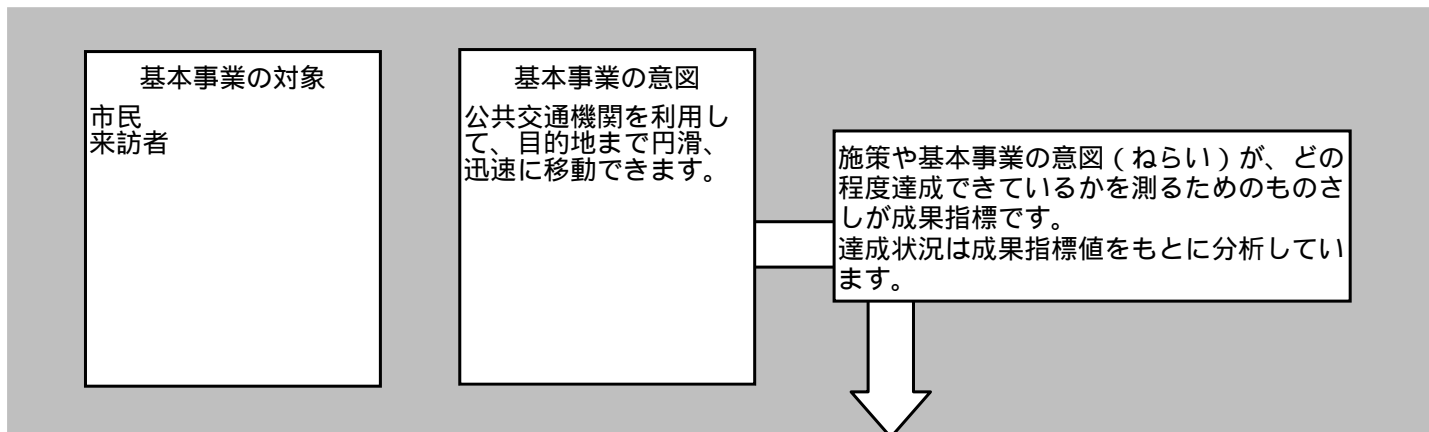 基本事業の対象
市民
来訪者
基本事業の意図
公共交通機関を利用し
て、目的地まで円滑、
迅速に移動できます。
施策や基本事業の意図（ねらい）が、どの
程度達成できているかを測るためのものさ
しが成果指標です。
達成状況は成果指標値をもとに分析してい
ます。